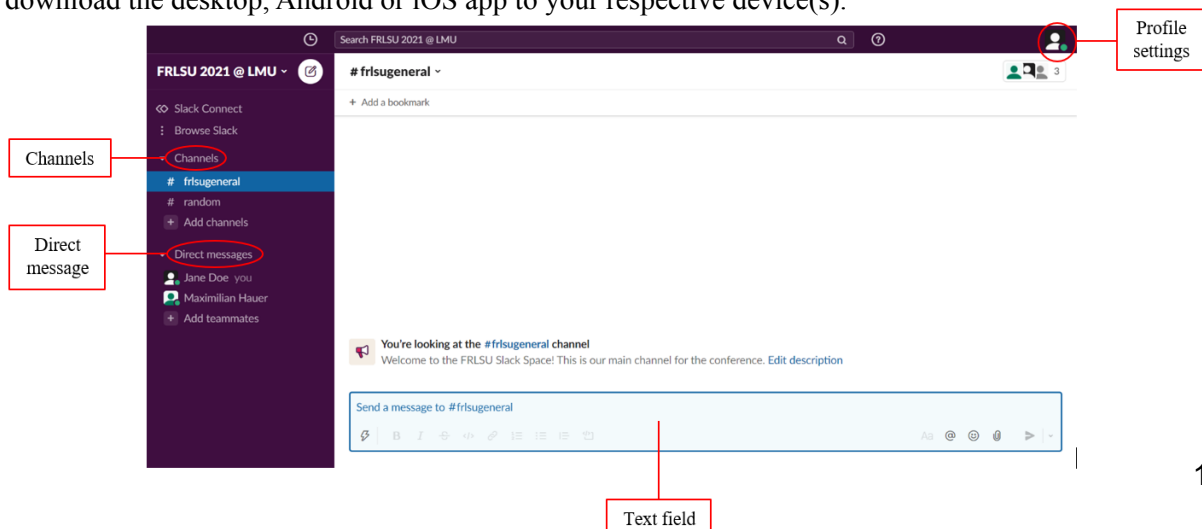 download the desktop, Android or iOS app to your respective device(s).
Profile
settings
Search FRLSU 2021 @ LMU
FRLSU 2021 @ LMU
# frlsugeneral
3
+ Add a bookmark
Slack Connect
Browse Slack
Channels
Channels
# frlsugeneral
# random
+ Add channels
Direct
message
Direct messages
Jane Doe you
Maximilian Hauer
+ Add teammates
You're looking at the #frlsugeneral channel
Welcome to the FRLSU Slack Space! This is our main channel for the conference. Edit description
Send a message to #frlsugeneral
B I S </>
Aa @
1
Text field